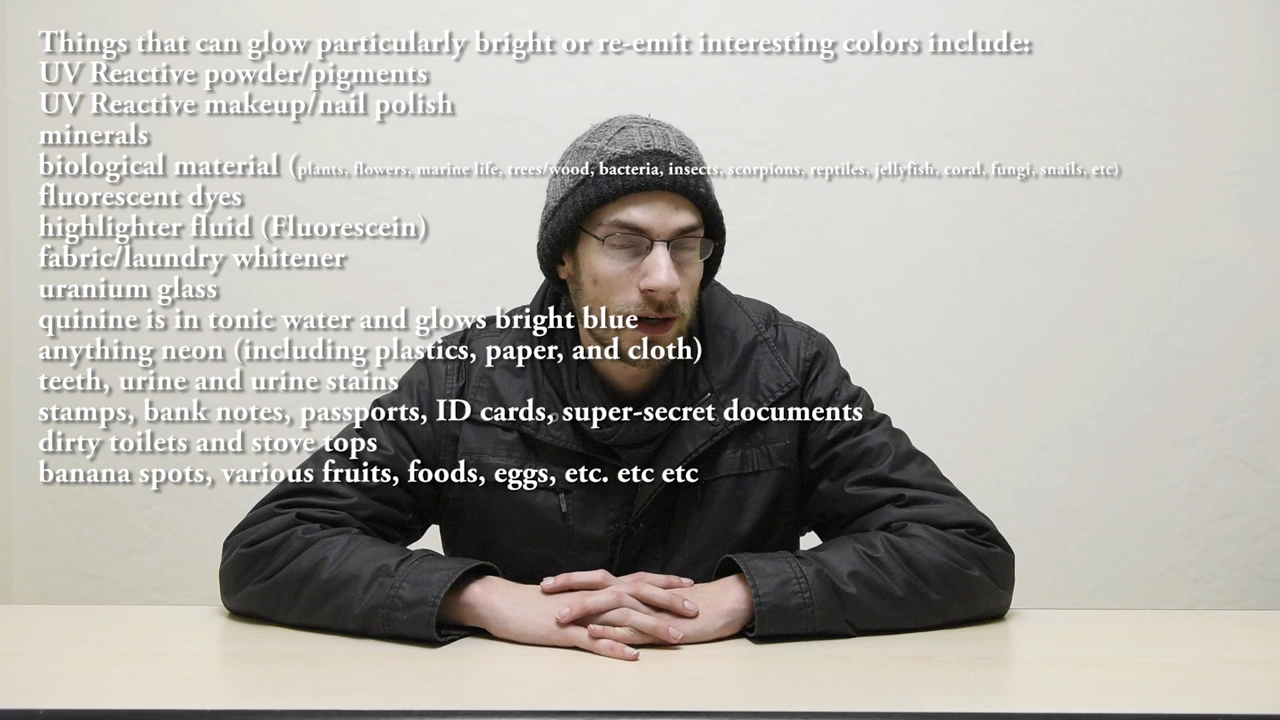 Things that can glow particularly bright or re-emit interesting colors include:
UV Reactive powder/pigments
UV Reactive makeup/nail polish
minerals
biological material (plants, flowers, marine life, trees/wood, bacteria, insects, scorpions, reptiles, jellyfish, coral, fungi, snails, etc)
fluorescent dyes
highlighter fluid (Fluorescein)
fabric/laundry whitener
uranium glass
quinine is in tonic water and glows bright blue
anything neon (including plastics, paper, and cloth)
teeth, urine and urine stains
stamps, bank notes, passports, ID cards, super-secret documents
dirty toilets and stove tops
banana spots, various fruits, foods, eggs, etc. etc etc